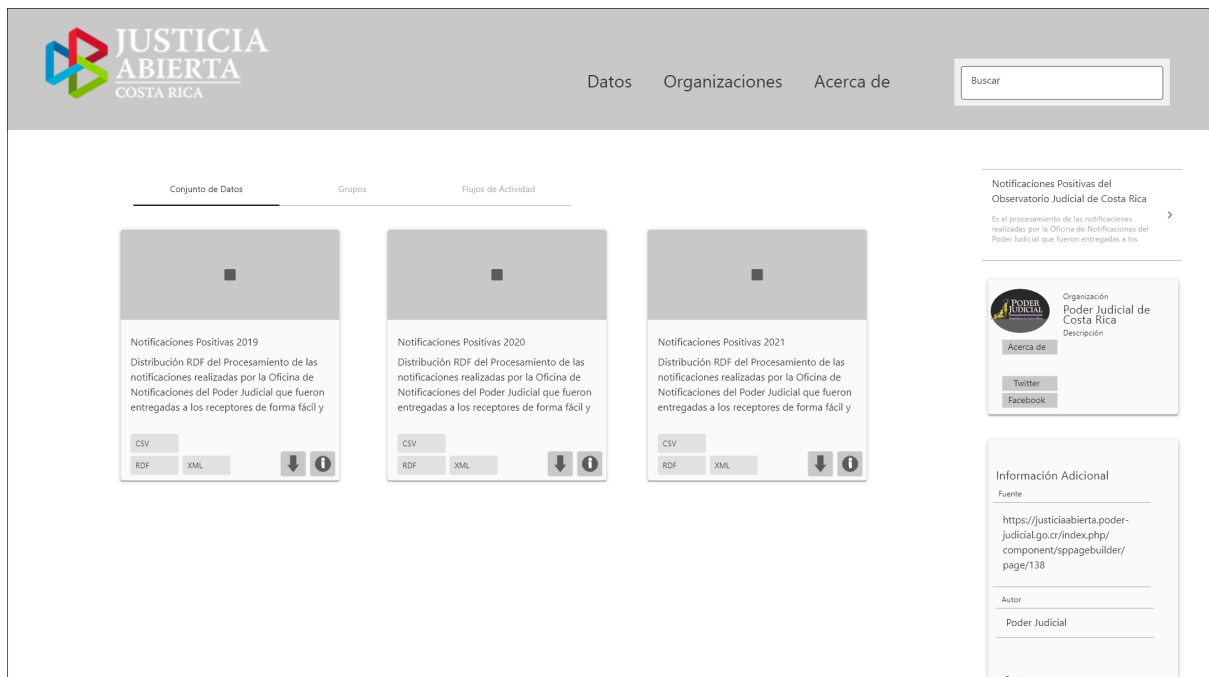 JUSTICIA
ABIERTA
COSTA RICA
Datos Organizaciones Acerca de
Buscar
Conjunto de Datos Grupos Flujos de Actividad
Notificaciones Positivas 2019
Distribución RDF del Procesamiento de las
notificaciones realizadas por la Oficina de
Notificaciones del Poder Judicial que fueron
entregadas a los receptores de forma fácil y
CSV
RDF XML
Notificaciones Positivas 2020
Distribución RDF del Procesamiento de las
notificaciones realizadas por la Oficina de
Notificaciones del Poder Judicial que fueron
entregadas a los receptores de forma fácil y
CSV
RDF XML
Notificaciones Positivas 2021
Distribución RDF del Procesamiento de las
notificaciones realizadas por la Oficina de
Notificaciones del Poder Judicial que fueron
entregadas a los receptores de forma fácil y
CSV
RDF XML
Notificaciones Positivas del
Observatorio Judicial de Costa Rica
Es el procesamiento de las notificaciones
realizadas por la Oficina de Notificaciones del
Poder Judicial que fueron entregadas a los
PODER
JUDICIAL
Organización
Poder Judicial de
Costa Rica
Descripción
Acerca de
Twitter
Facebook
Información Adicional
Fuente
https://justiciaabierta.poder-
judicial.go.cr/index.php/
component/sppagebuilder/
page/138
Autor
Poder Judicial